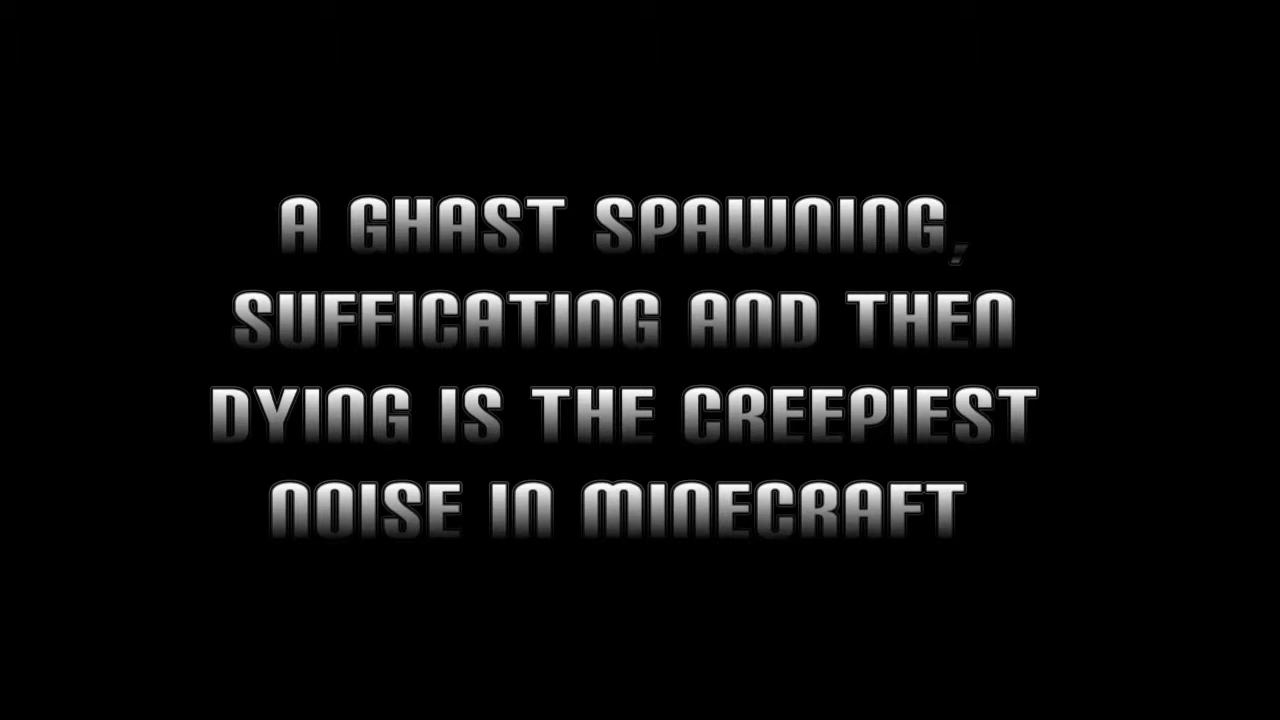 A GHAST SPAWNING,
SUFFICATING AND THEN
DYING IS THE CREEPIEST
NOISE IN MINECRAFT